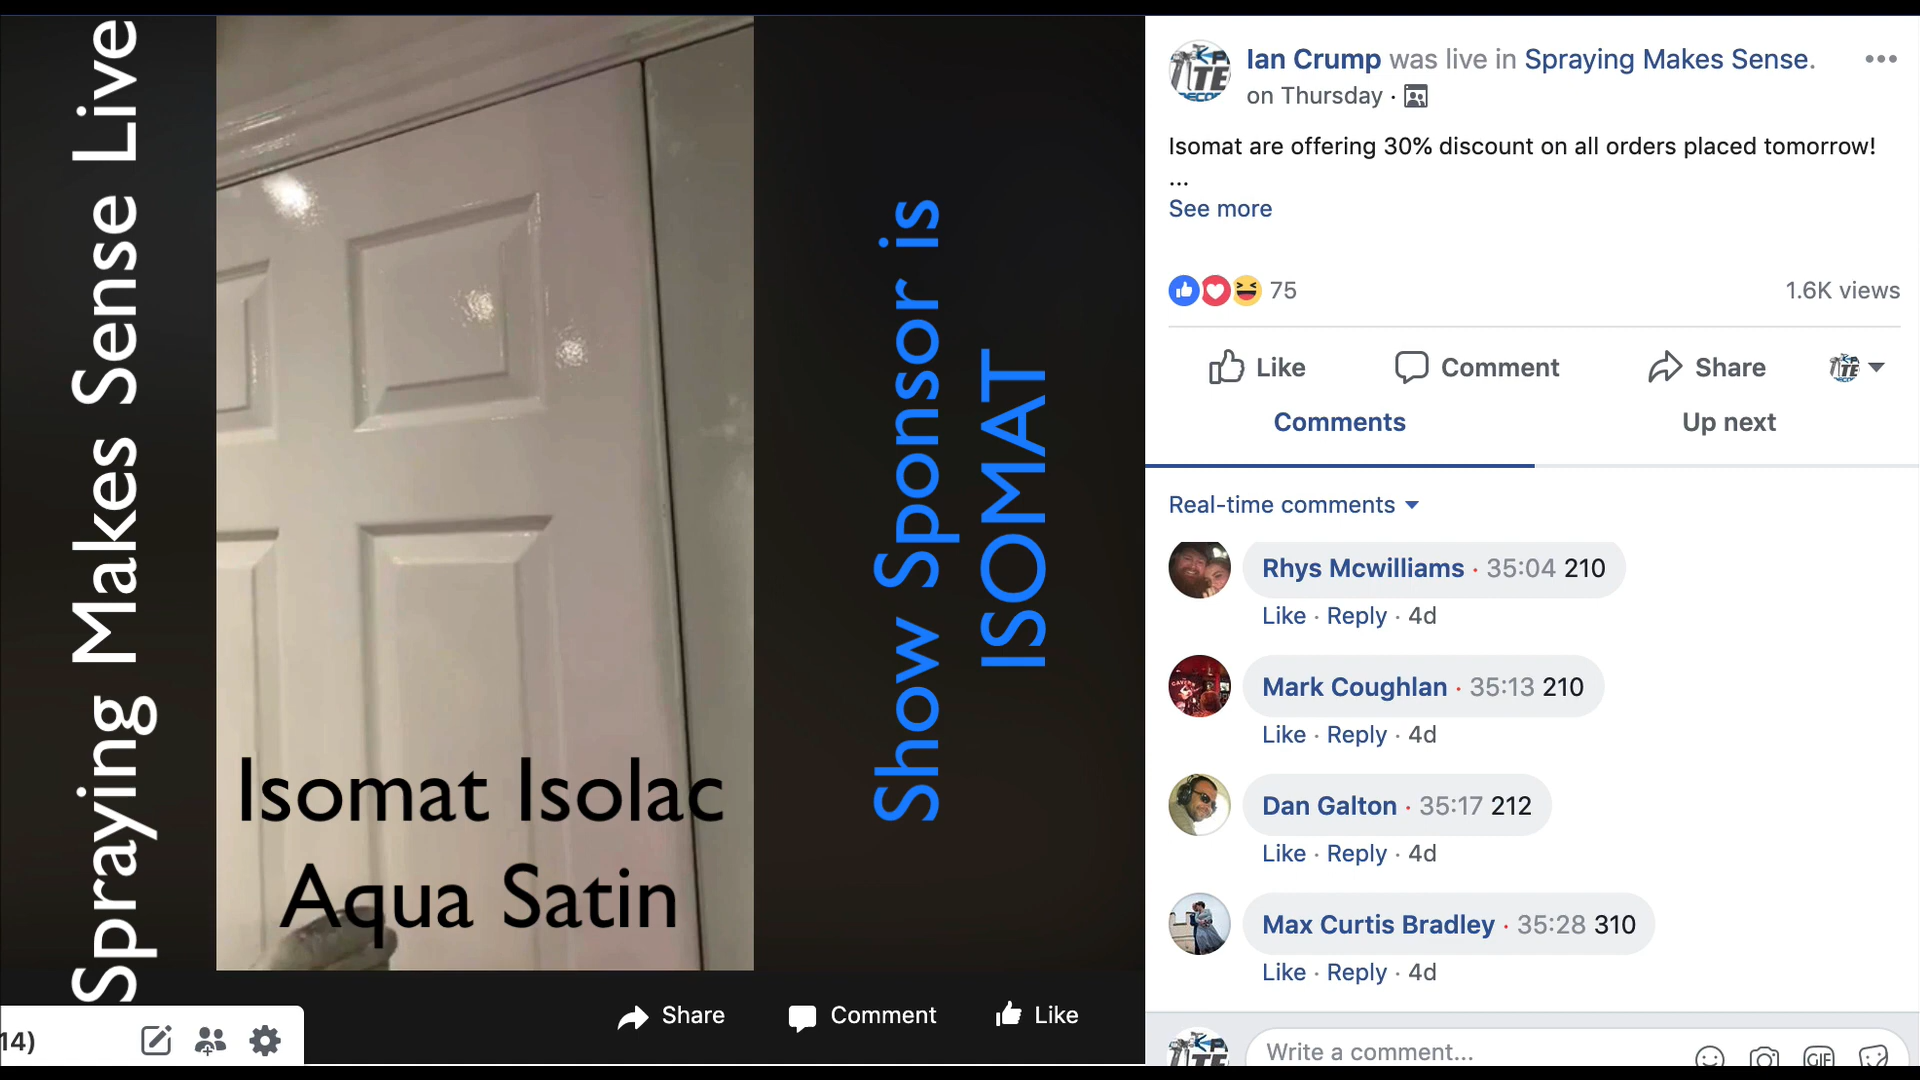 Spraying Makes Sense Live
Isomat Isolac
Aqua Satin
Show Sponsor is
ISOMAT
Share
Comment
Like
14)
Ian Crump was live in Spraying Makes Sense.
on Thursday ·
Isomat are offering 30% discount on all orders placed tomorrow!
...
See more
75
1.6K views
Like
Comment
Share
Comments
Up next
Real-time comments
Rhys Mcwilliams · 35:04 210
Like · Reply · 4d
Mark Coughlan · 35:13 210
Like · Reply · 4d
Dan Galton · 35:17 212
Like · Reply · 4d
Max Curtis Bradley · 35:28 310
Like · Reply · 4d
Write a comment...
GIF